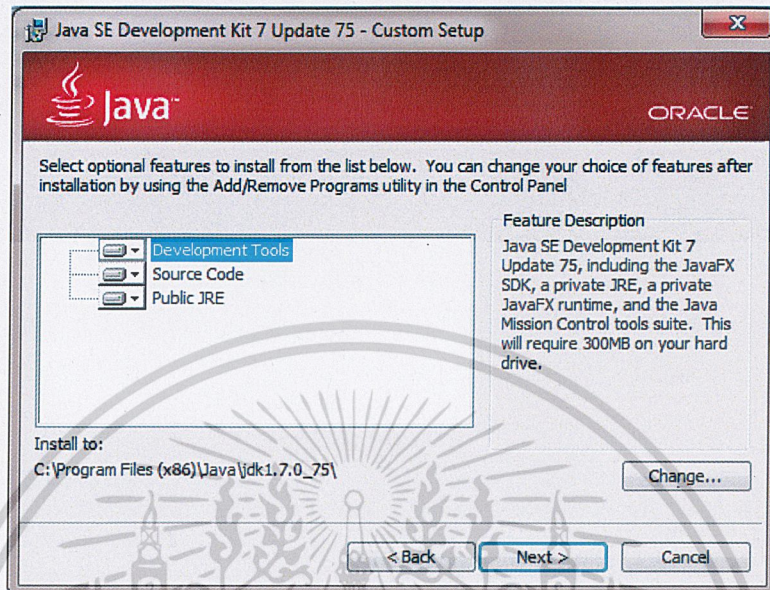 Java SE Development Kit 7 Update 75 - Custom Setup
Java™
ORACLE
Select optional features to install from the list below. You can change your choice of features after
installation by using the Add/Remove Programs utility in the Control Panel
Development Tools
Source Code
Public JRE
Feature Description
Java SE Development Kit 7
Update 75, including the JavaFX
SDK, a private JRE, a private
JavaFX runtime, and the Java
Mission Control tools suite. This
will require 300MB on your hard
drive.
Install to:
C:\Program Files (x86)\Java\jdk1.7.0_75\
Change...
< Back
Next >
Cancel